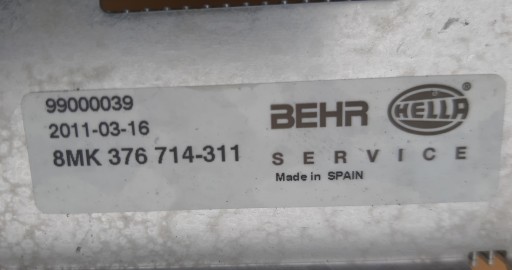 99000039
2011-03-16
8MK 376 714-311
BEHR HELLA
SERVICE
Made in SPAIN